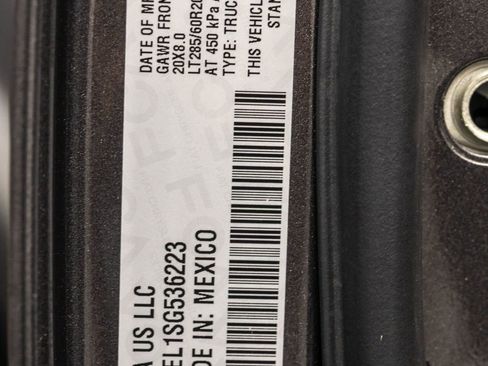 A US LLC
EL1SG536223
DE IN: MEXICO
DATE OF M
GAWR FRON
20X8.0
LT285/60R20
AT 450 kPa
TYPE: TRUC
THIS VEHICLE
STAN